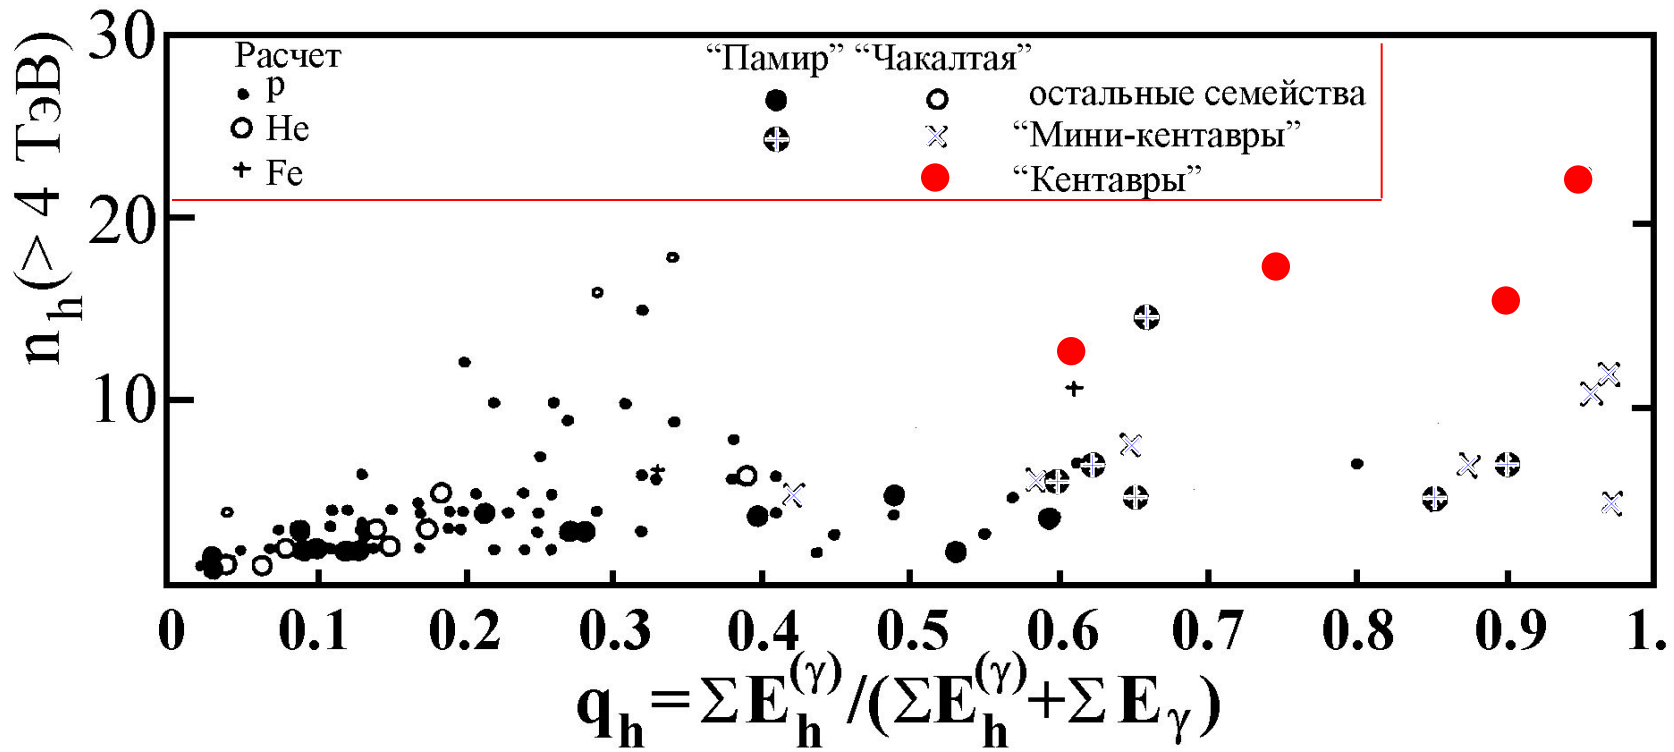 30
n_h (> 4 ТэВ)
Расчет
“Памир” “Чакалтая”
p
остальные семейства
He
“Мини-кентавры”
Fe
“Кентавры”
20
10
0 0.1 0.2 0.3 0.4 0.5 0.6 0.7 0.8 0.9 1.
q_h = ΣE_h^(γ)/(ΣE_h^(γ)+Σ E_γ)